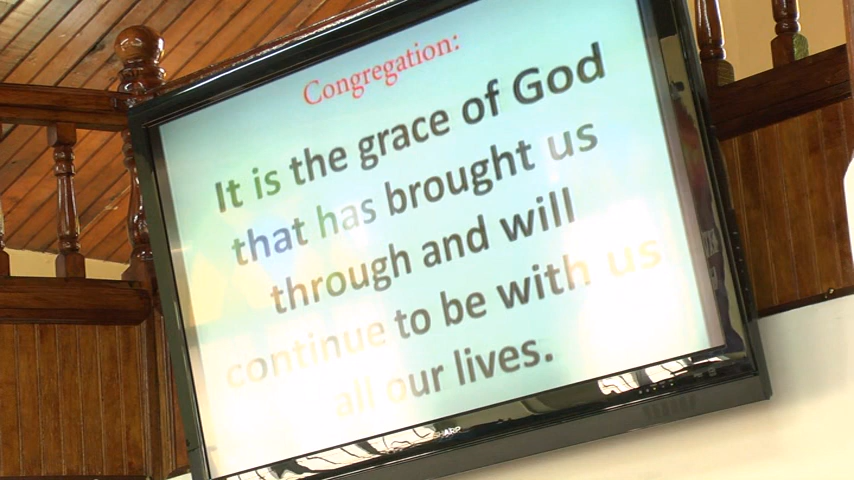 Congregation:
It is the grace of God
that has brought us
through and will
continue to be with us
all our lives.
SHARP